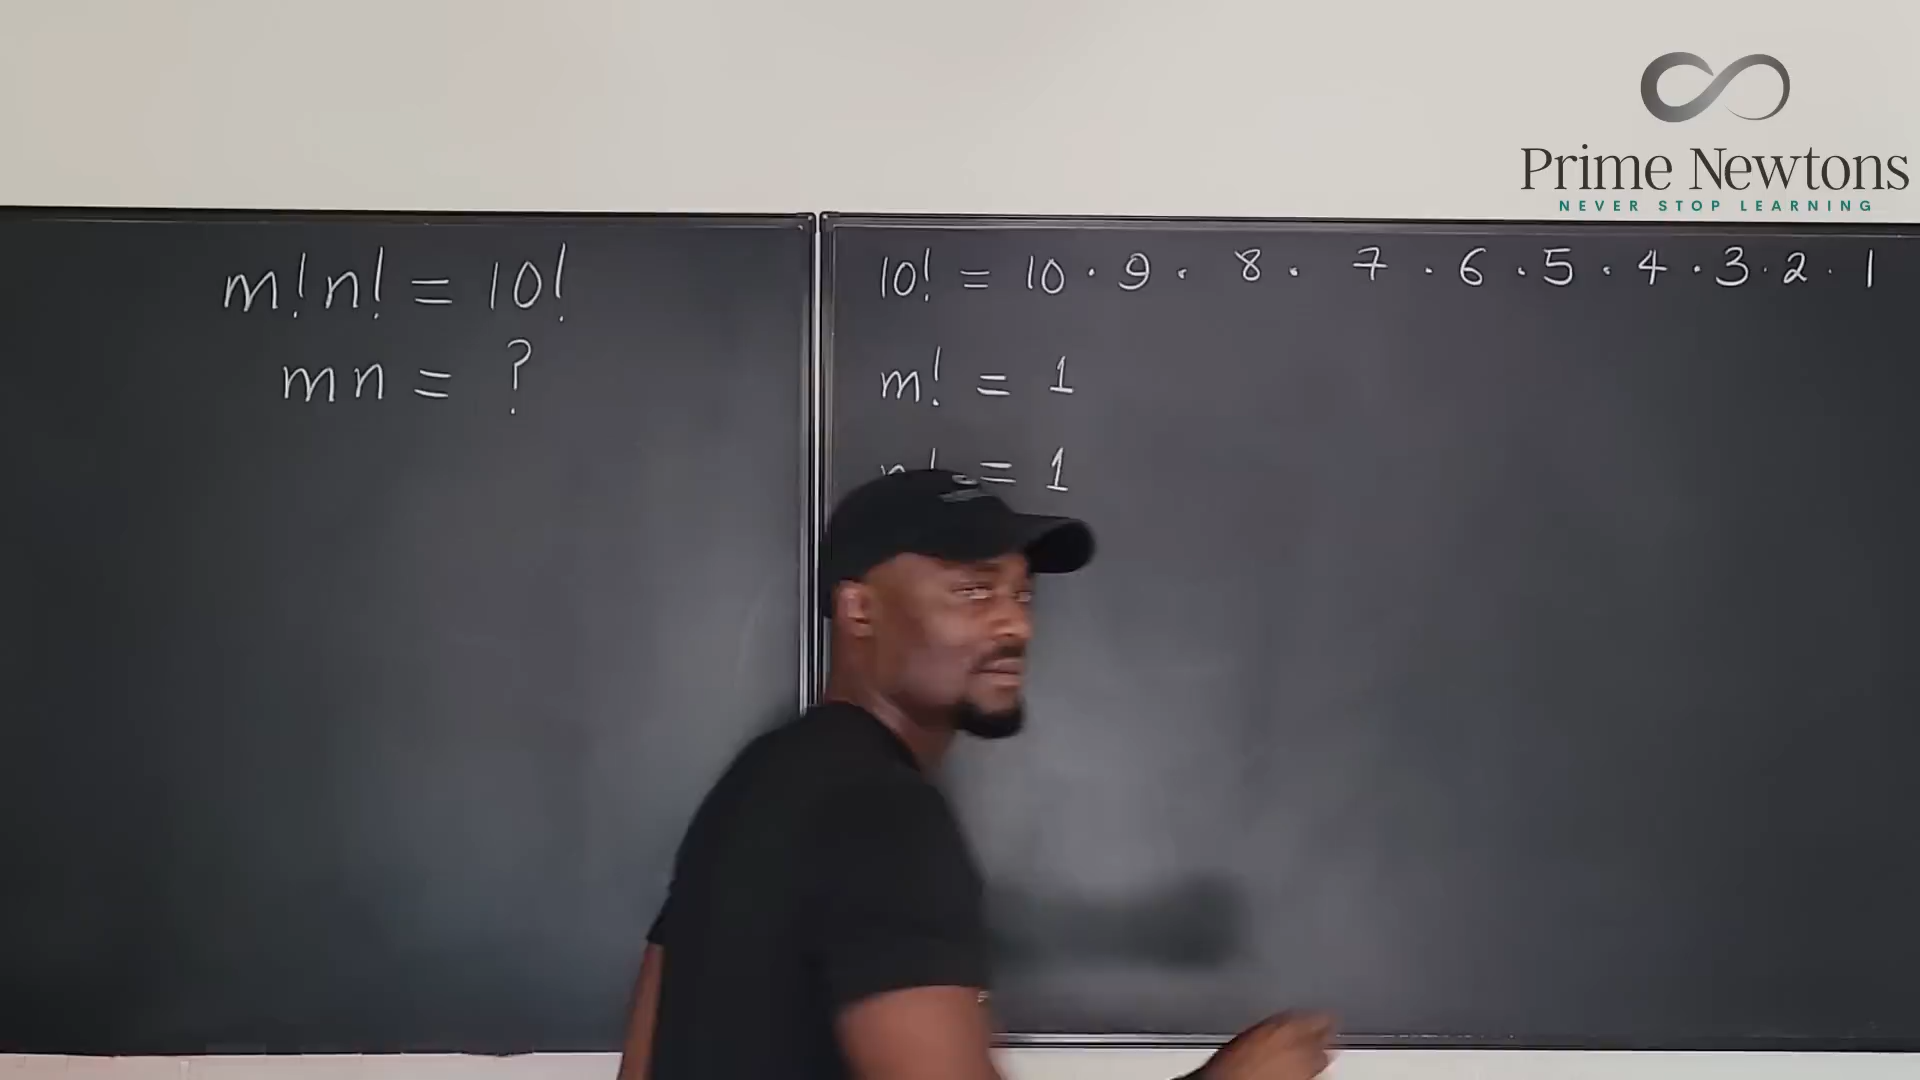 Prime Newtons
NEVER STOP LEARNING
m!n! = 10!
mn = ?
10! = 10 · 9 · 8 · 7 · 6 · 5 · 4 · 3 · 2 · 1
m! = 1
n! = 1